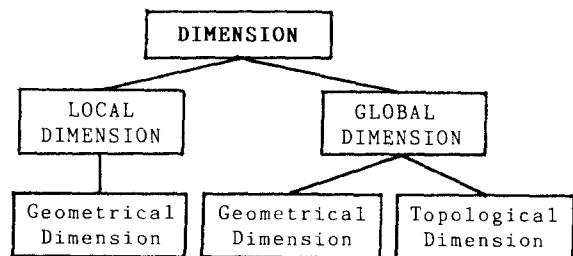 DIMENSION
LOCAL
DIMENSION
GLOBAL
DIMENSION
Geometrical
Dimension
Geometrical
Dimension
Topological
Dimension